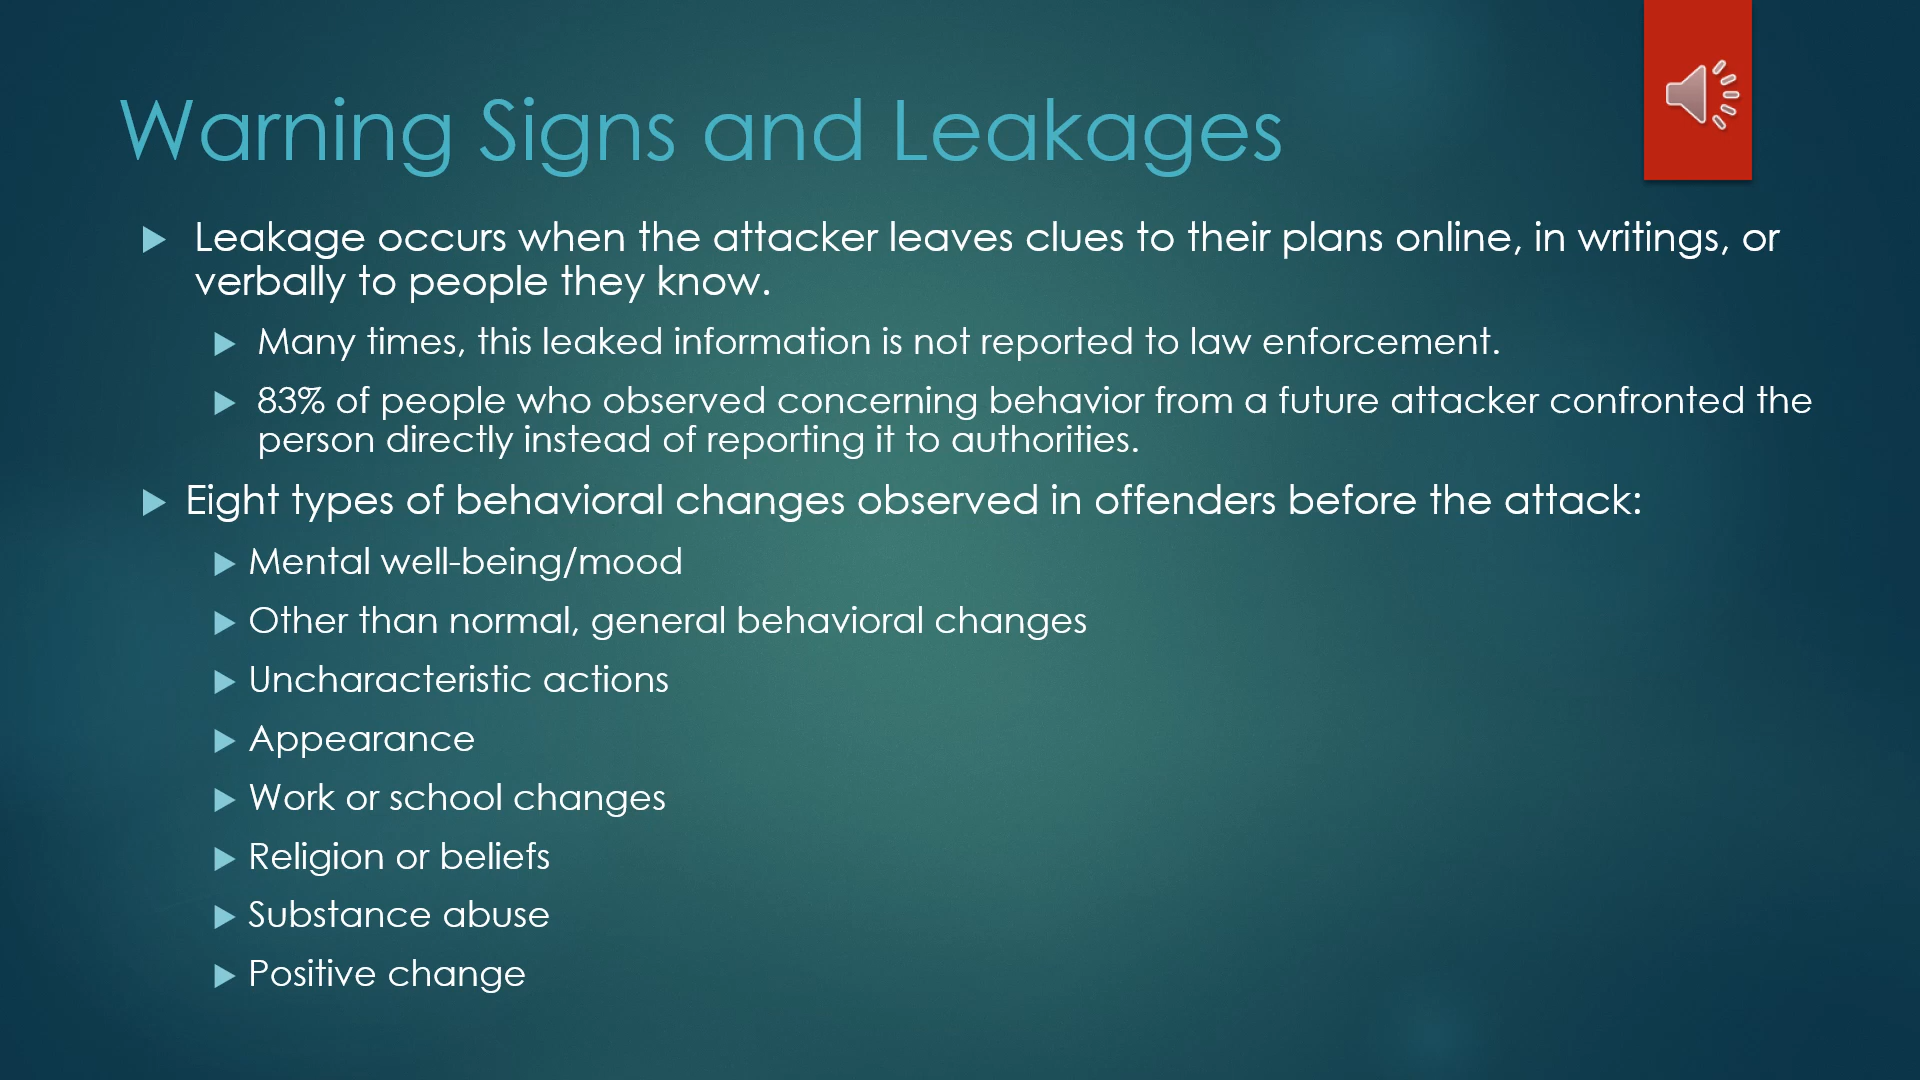 Warning Signs and Leakages
Leakage occurs when the attacker leaves clues to their plans online, in writings, or
verbally to people they know.
Many times, this leaked information is not reported to law enforcement.
83% of people who observed concerning behavior from a future attacker confronted the
person directly instead of reporting it to authorities.
Eight types of behavioral changes observed in offenders before the attack:
Mental well-being/mood
Other than normal, general behavioral changes
Uncharacteristic actions
Appearance
Work or school changes
Religion or beliefs
Substance abuse
Positive change